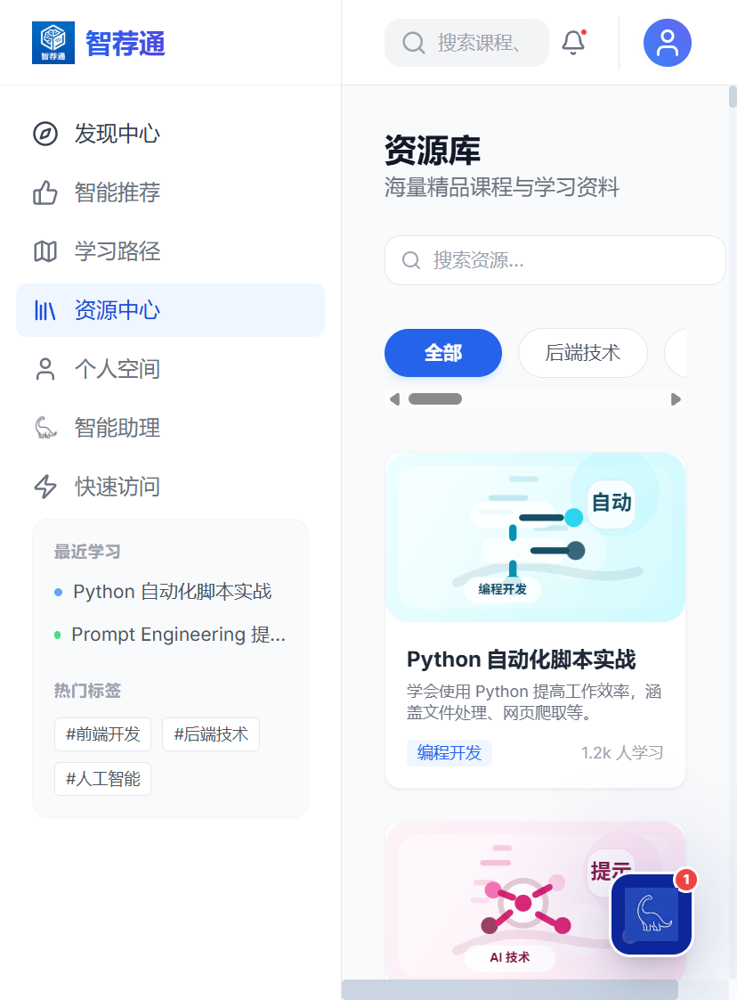 智荐通
智荐通
搜索课程、
发现中心
智能推荐
学习路径
资源中心
个人空间
智能助理
快速访问
最近学习
Python 自动化脚本实战
Prompt Engineering 提...
热门标签
#前端开发
#后端技术
#人工智能
资源库
海量精品课程与学习资料
搜索资源...
全部
后端技术
自动
编程开发
Python 自动化脚本实战
学会使用 Python 提高工作效率，涵
盖文件处理、网页爬取等。
编程开发
1.2k 人学习
提示
AI 技术
1